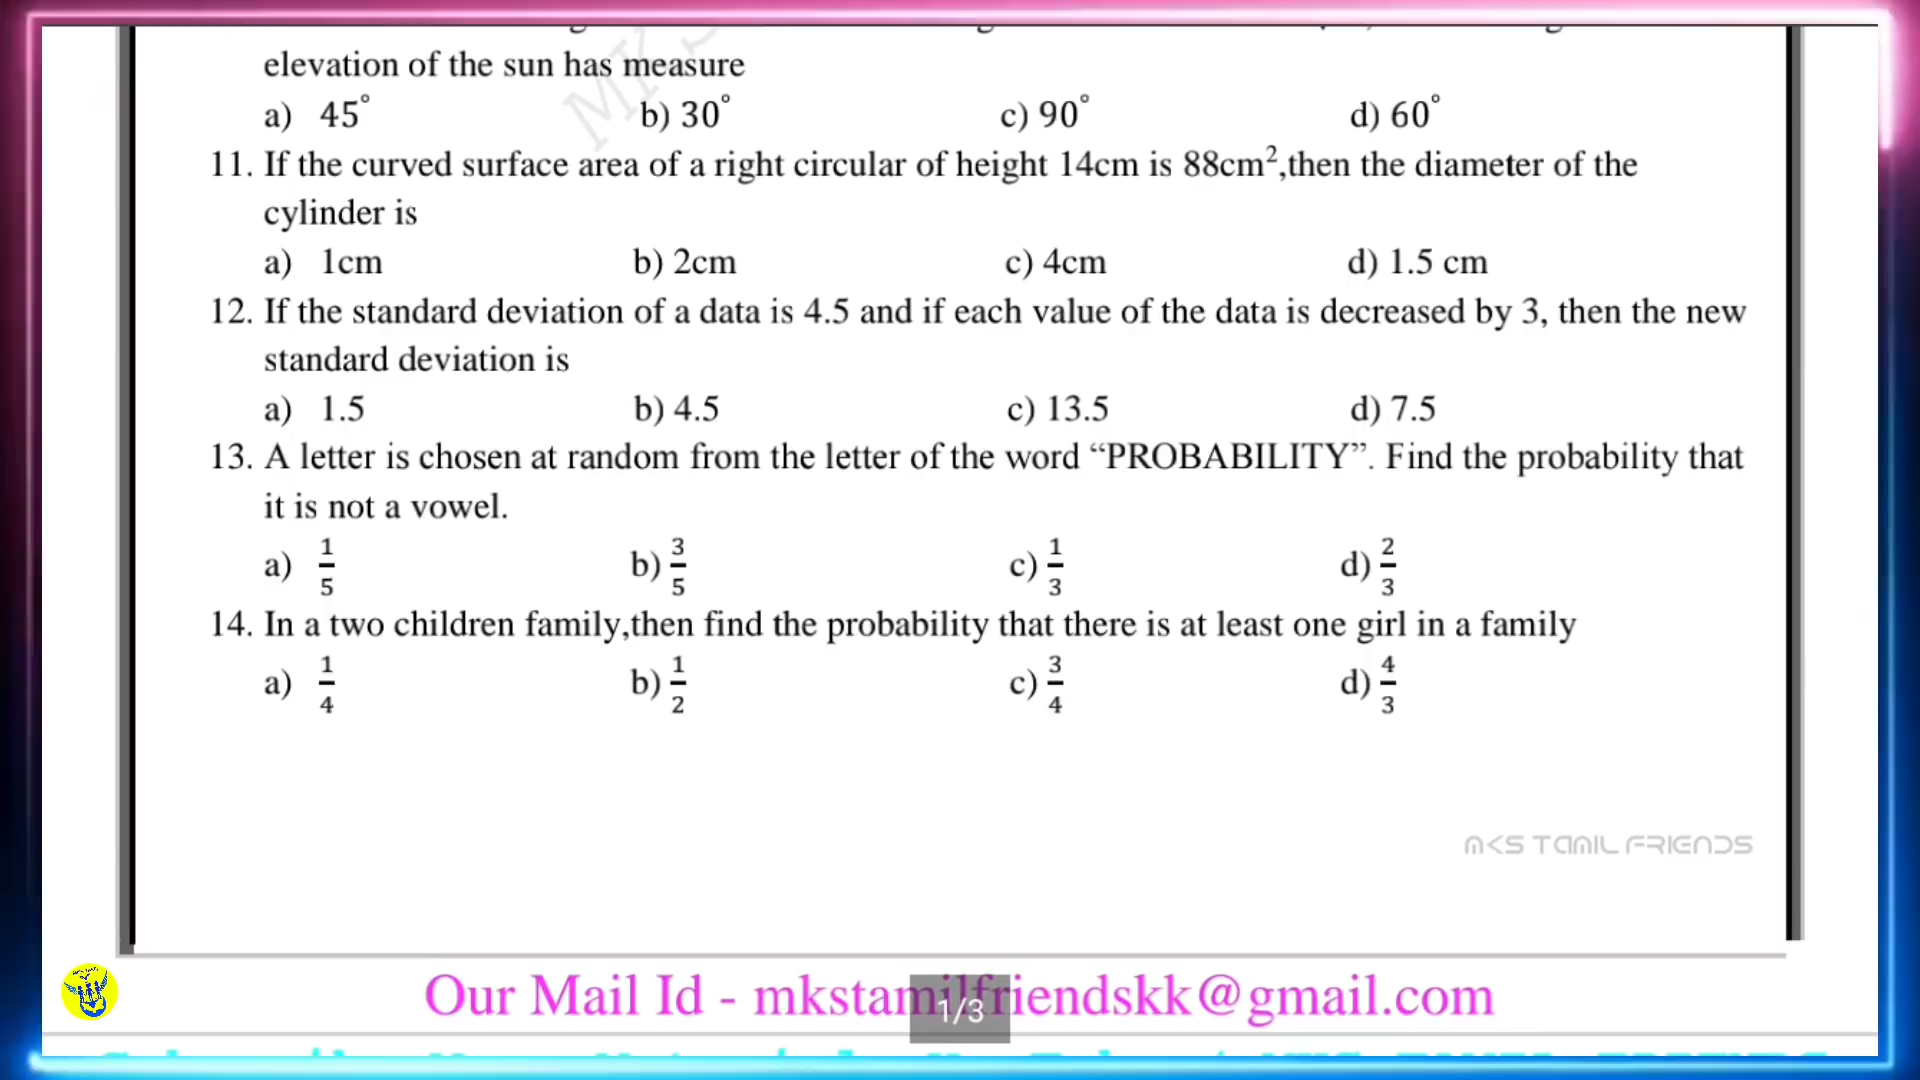 elevation of the sun has measure
a) 45° b) 30° c) 90° d) 60°
11. If the curved surface area of a right circular of height 14cm is 88cm²,then the diameter of the
cylinder is
a) 1cm b) 2cm c) 4cm d) 1.5 cm
12. If the standard deviation of a data is 4.5 and if each value of the data is decreased by 3, then the new
standard deviation is
a) 1.5 b) 4.5 c) 13.5 d) 7.5
13. A letter is chosen at random from the letter of the word “PROBABILITY”. Find the probability that
it is not a vowel.
a) 1/5 b) 3/5 c) 1/3 d) 2/3
14. In a two children family,then find the probability that there is at least one girl in a family
a) 1/4 b) 1/2 c) 3/4 d) 4/3
MKS TAMIL FRIENDS
Our Mail Id - mkstamilfriendskk@gmail.com
1/3